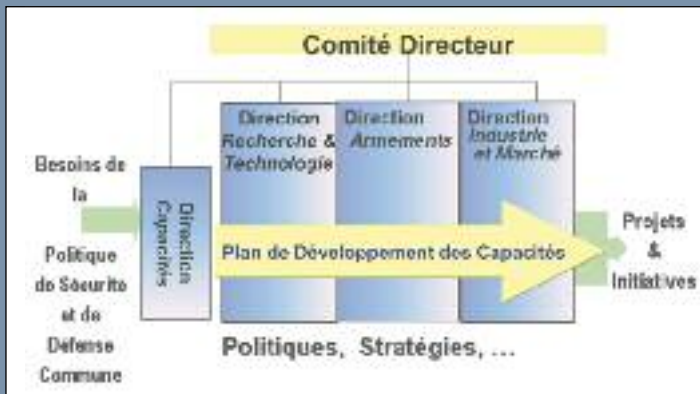 Comité Directeur
Direction
Recherche &
Technologie
Direction
Armements
Direction
Industrie
et Marché
Besoins de
la
Politique
de Sécurité
et de
Défense
Commune
Direction
Capacités
Plan de Développement des Capacités
Projets
&
Initiatives
Politiques, Stratégies, ...